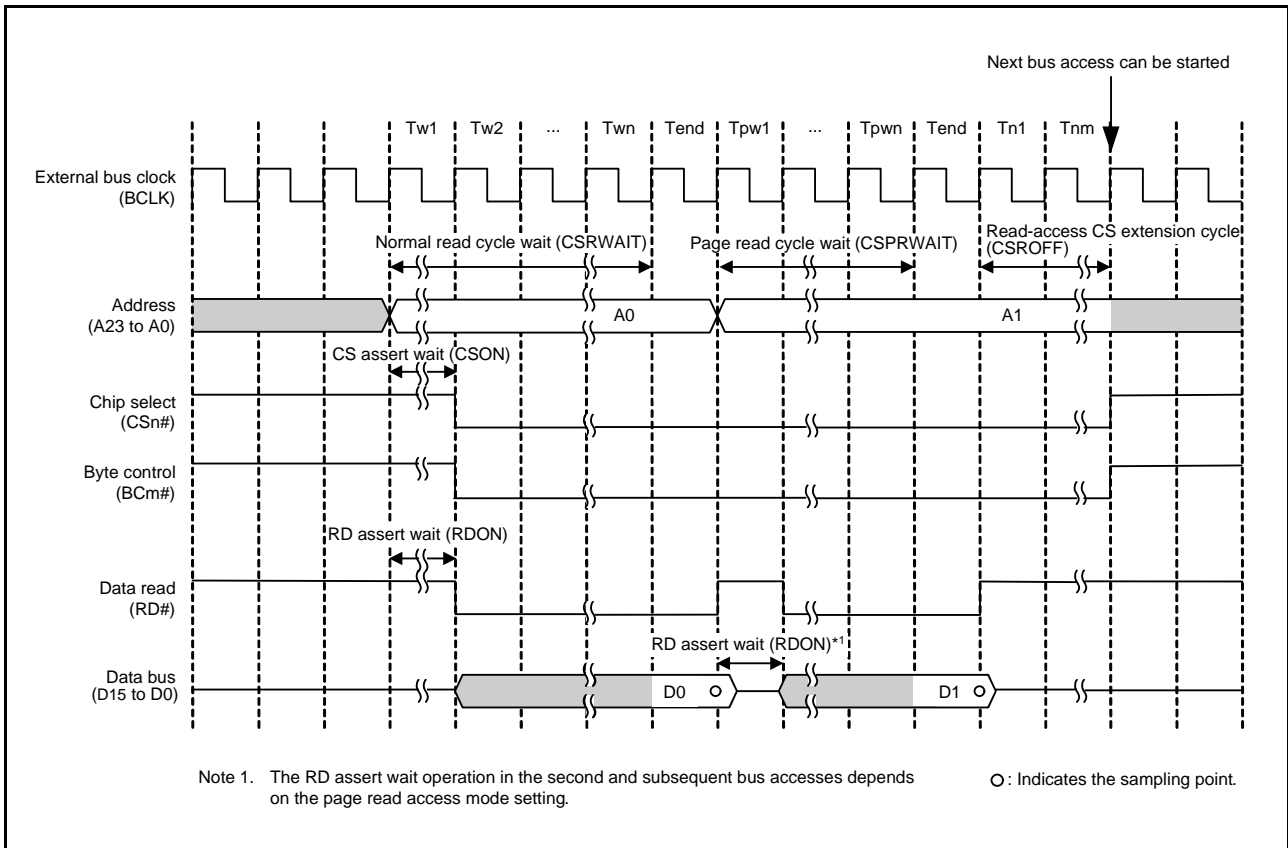 Next bus access can be started
Tw1 Tw2 ... Twn Tend Tpw1 ... Tpwn Tend Tn1 Tnm
External bus clock
(BCLK)
Normal read cycle wait (CSRWAIT)
Page read cycle wait (CSPRWAIT)
Read-access CS extension cycle
(CSROFF)
Address
(A23 to A0)
A0
A1
CS assert wait (CSON)
Chip select
(CSn#)
Byte control
(BCm#)
RD assert wait (RDON)
Data read
(RD#)
RD assert wait (RDON)*1
Data bus
(D15 to D0)
D0
D1
Note 1. The RD assert wait operation in the second and subsequent bus accesses depends
on the page read access mode setting.
: Indicates the sampling point.